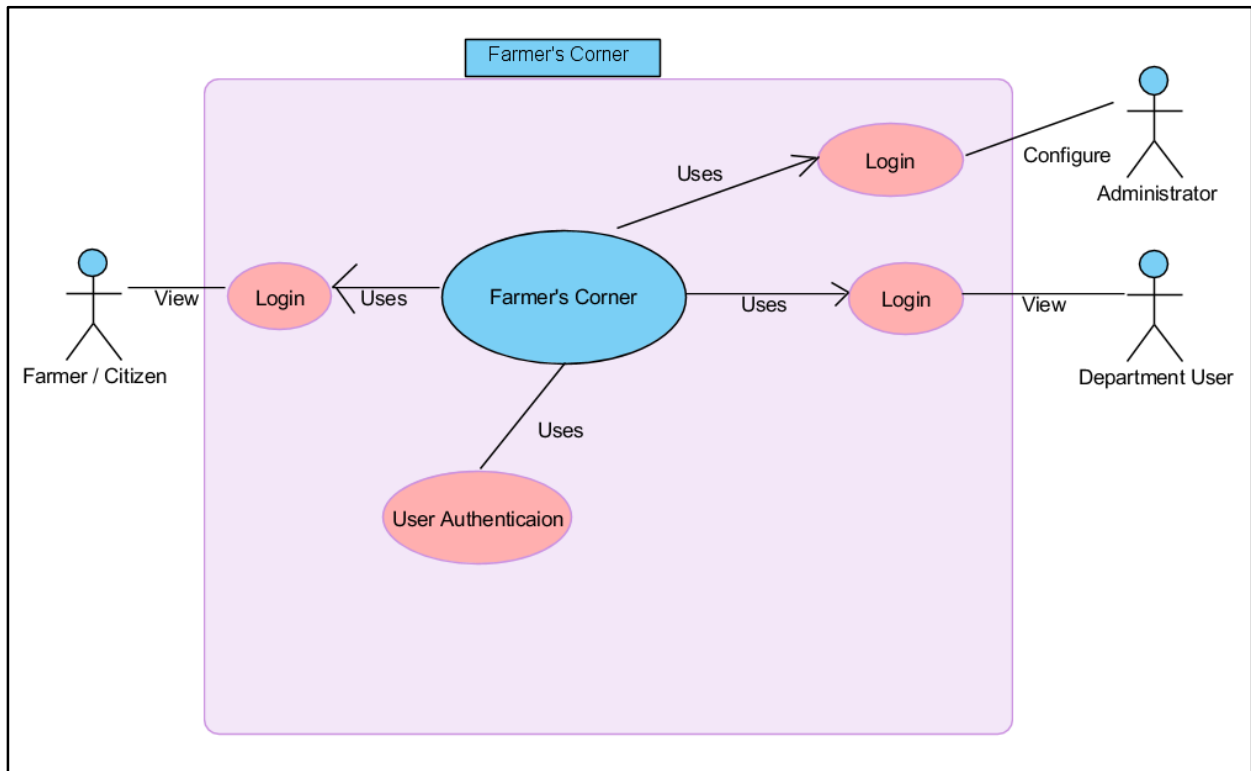 Farmer's Corner
Login
Configure
Administrator
Uses
Farmer's Corner
Login
View
Department User
Uses
Farmer / Citizen
View
Login
Uses
Uses
User Authenticaion